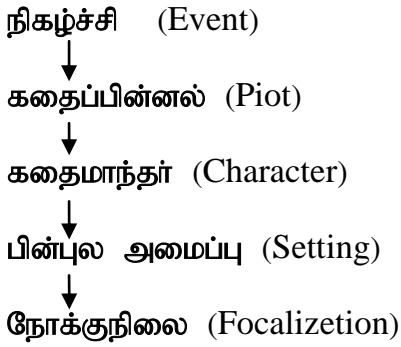 நிகழ்ச்சி (Event)
கதைப்பின்னல் (Piot)
கதைமாந்தர் (Character)
பின்புல அமைப்பு (Setting)
நோக்குநிலை (Focalizetion)